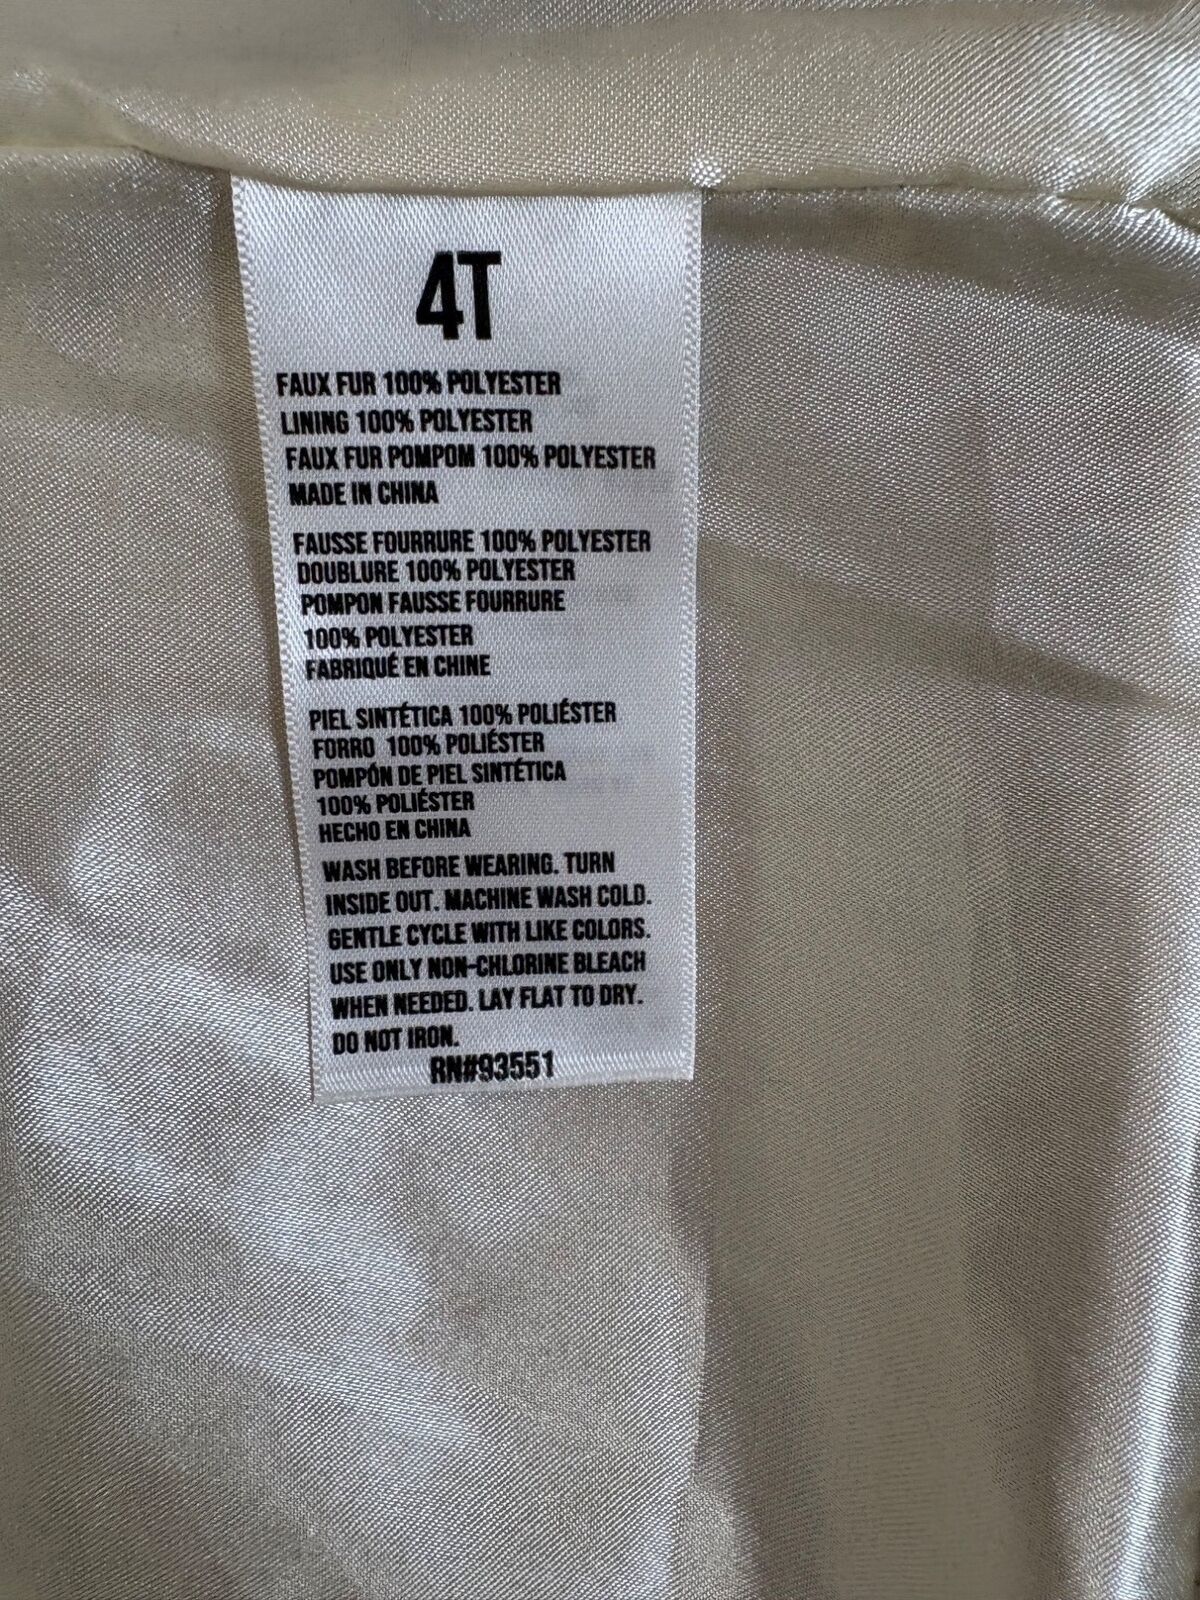 4T
FAUX FUR 100% POLYESTER
LINING 100% POLYESTER
FAUX FUR POMPOM 100% POLYESTER
MADE IN CHINA
FAUSSE FOURRURE 100% POLYESTER
DOUBLURE 100% POLYESTER
POMPON FAUSSE FOURRURE
100% POLYESTER
FABRIQUÉ EN CHINE
PIEL SINTÉTICA 100% POLIÉSTER
FORRO 100% POLIÉSTER
POMPÓN DE PIEL SINTÉTICA
100% POLIÉSTER
HECHO EN CHINA
WASH BEFORE WEARING. TURN
INSIDE OUT. MACHINE WASH COLD.
GENTLE CYCLE WITH LIKE COLORS.
USE ONLY NON-CHLORINE BLEACH
WHEN NEEDED. LAY FLAT TO DRY.
DO NOT IRON.
RN#93551